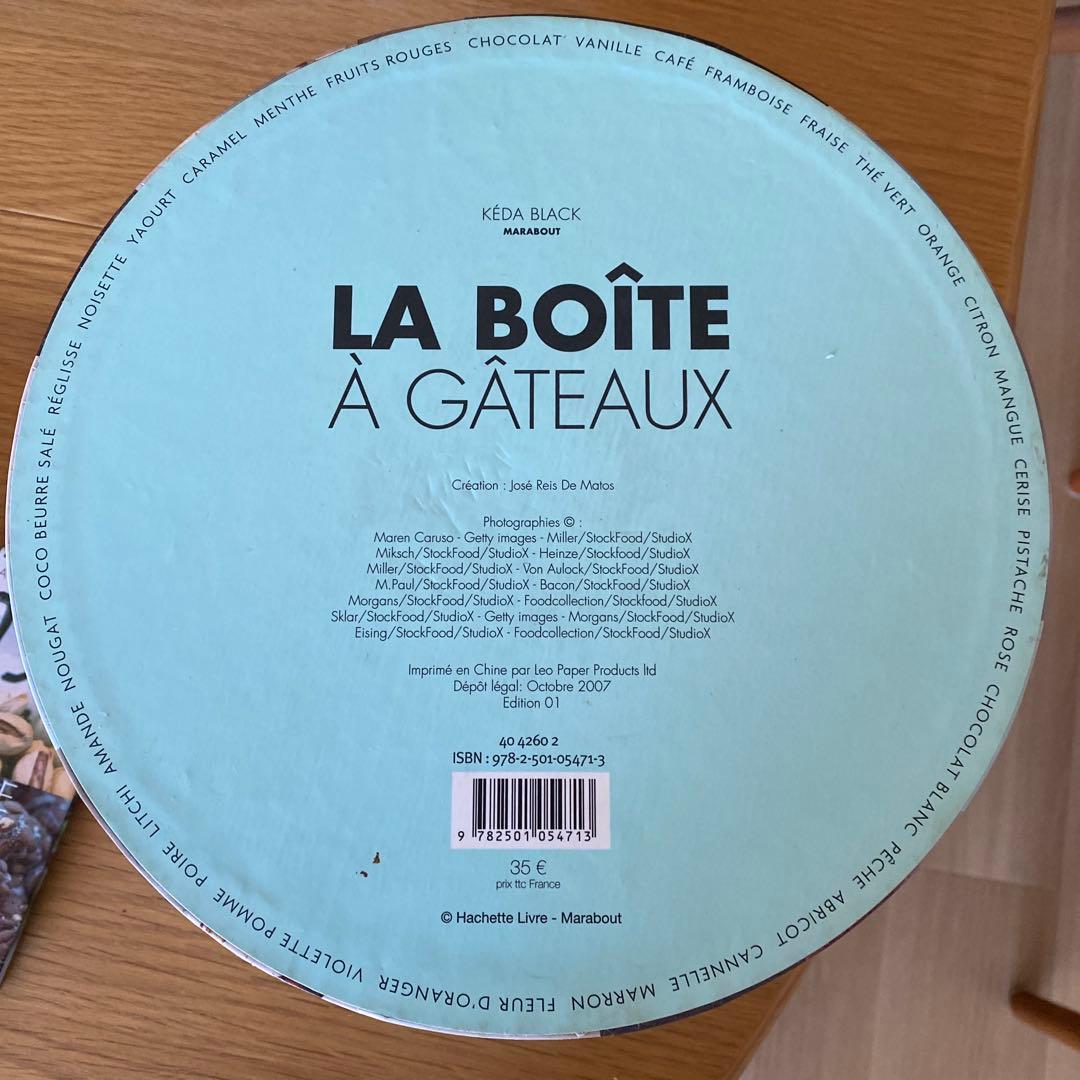 CHOCOLAT VANILLE CAFÉ FRAMBOISE FRAISE THÉ VERT ORANGE CITRON MANGUE CERISE PISTACHE ROSE CHOCOLAT BLANC PÊCHE ABRICOT CANNELLE MARRON FLEUR D'ORANGER VIOLETTE POMME POIRE LITCHI AMANDE NOUGAT COCO BEURRE SALÉ RÉGLISSE NOISETTE YAOURT CARAMEL MENTHE FRUITS ROUGES
KÉDA BLACK
MARABOUT
LA BOÎTE
À GÂTEAUX
Création : José Reis De Matos
Photographies © :
Maren Caruso - Getty images - Miller/StockFood/StudioX
Miksch/StockFood/StudioX - Heinze/Stockfood/StudioX
Miller/StockFood/StudioX - Von Aulock/StockFood/StudioX
M.Paul/StockFood/StudioX - Bacon/StockFood/StudioX
Morgans/StockFood/StudioX - Foodcollection/Stockfood/StudioX
Sklar/StockFood/StudioX - Getty images - Morgans/StockFood/StudioX
Eising/StockFood/StudioX - Foodcollection/StockFood/StudioX
Imprimé en Chine par Leo Paper Products ltd
Dépôt légal: Octobre 2007
Edition 01
40 4260 2
ISBN : 978-2-501-05471-3
9 782501 054713
35 €
prix ttc France
© Hachette Livre - Marabout